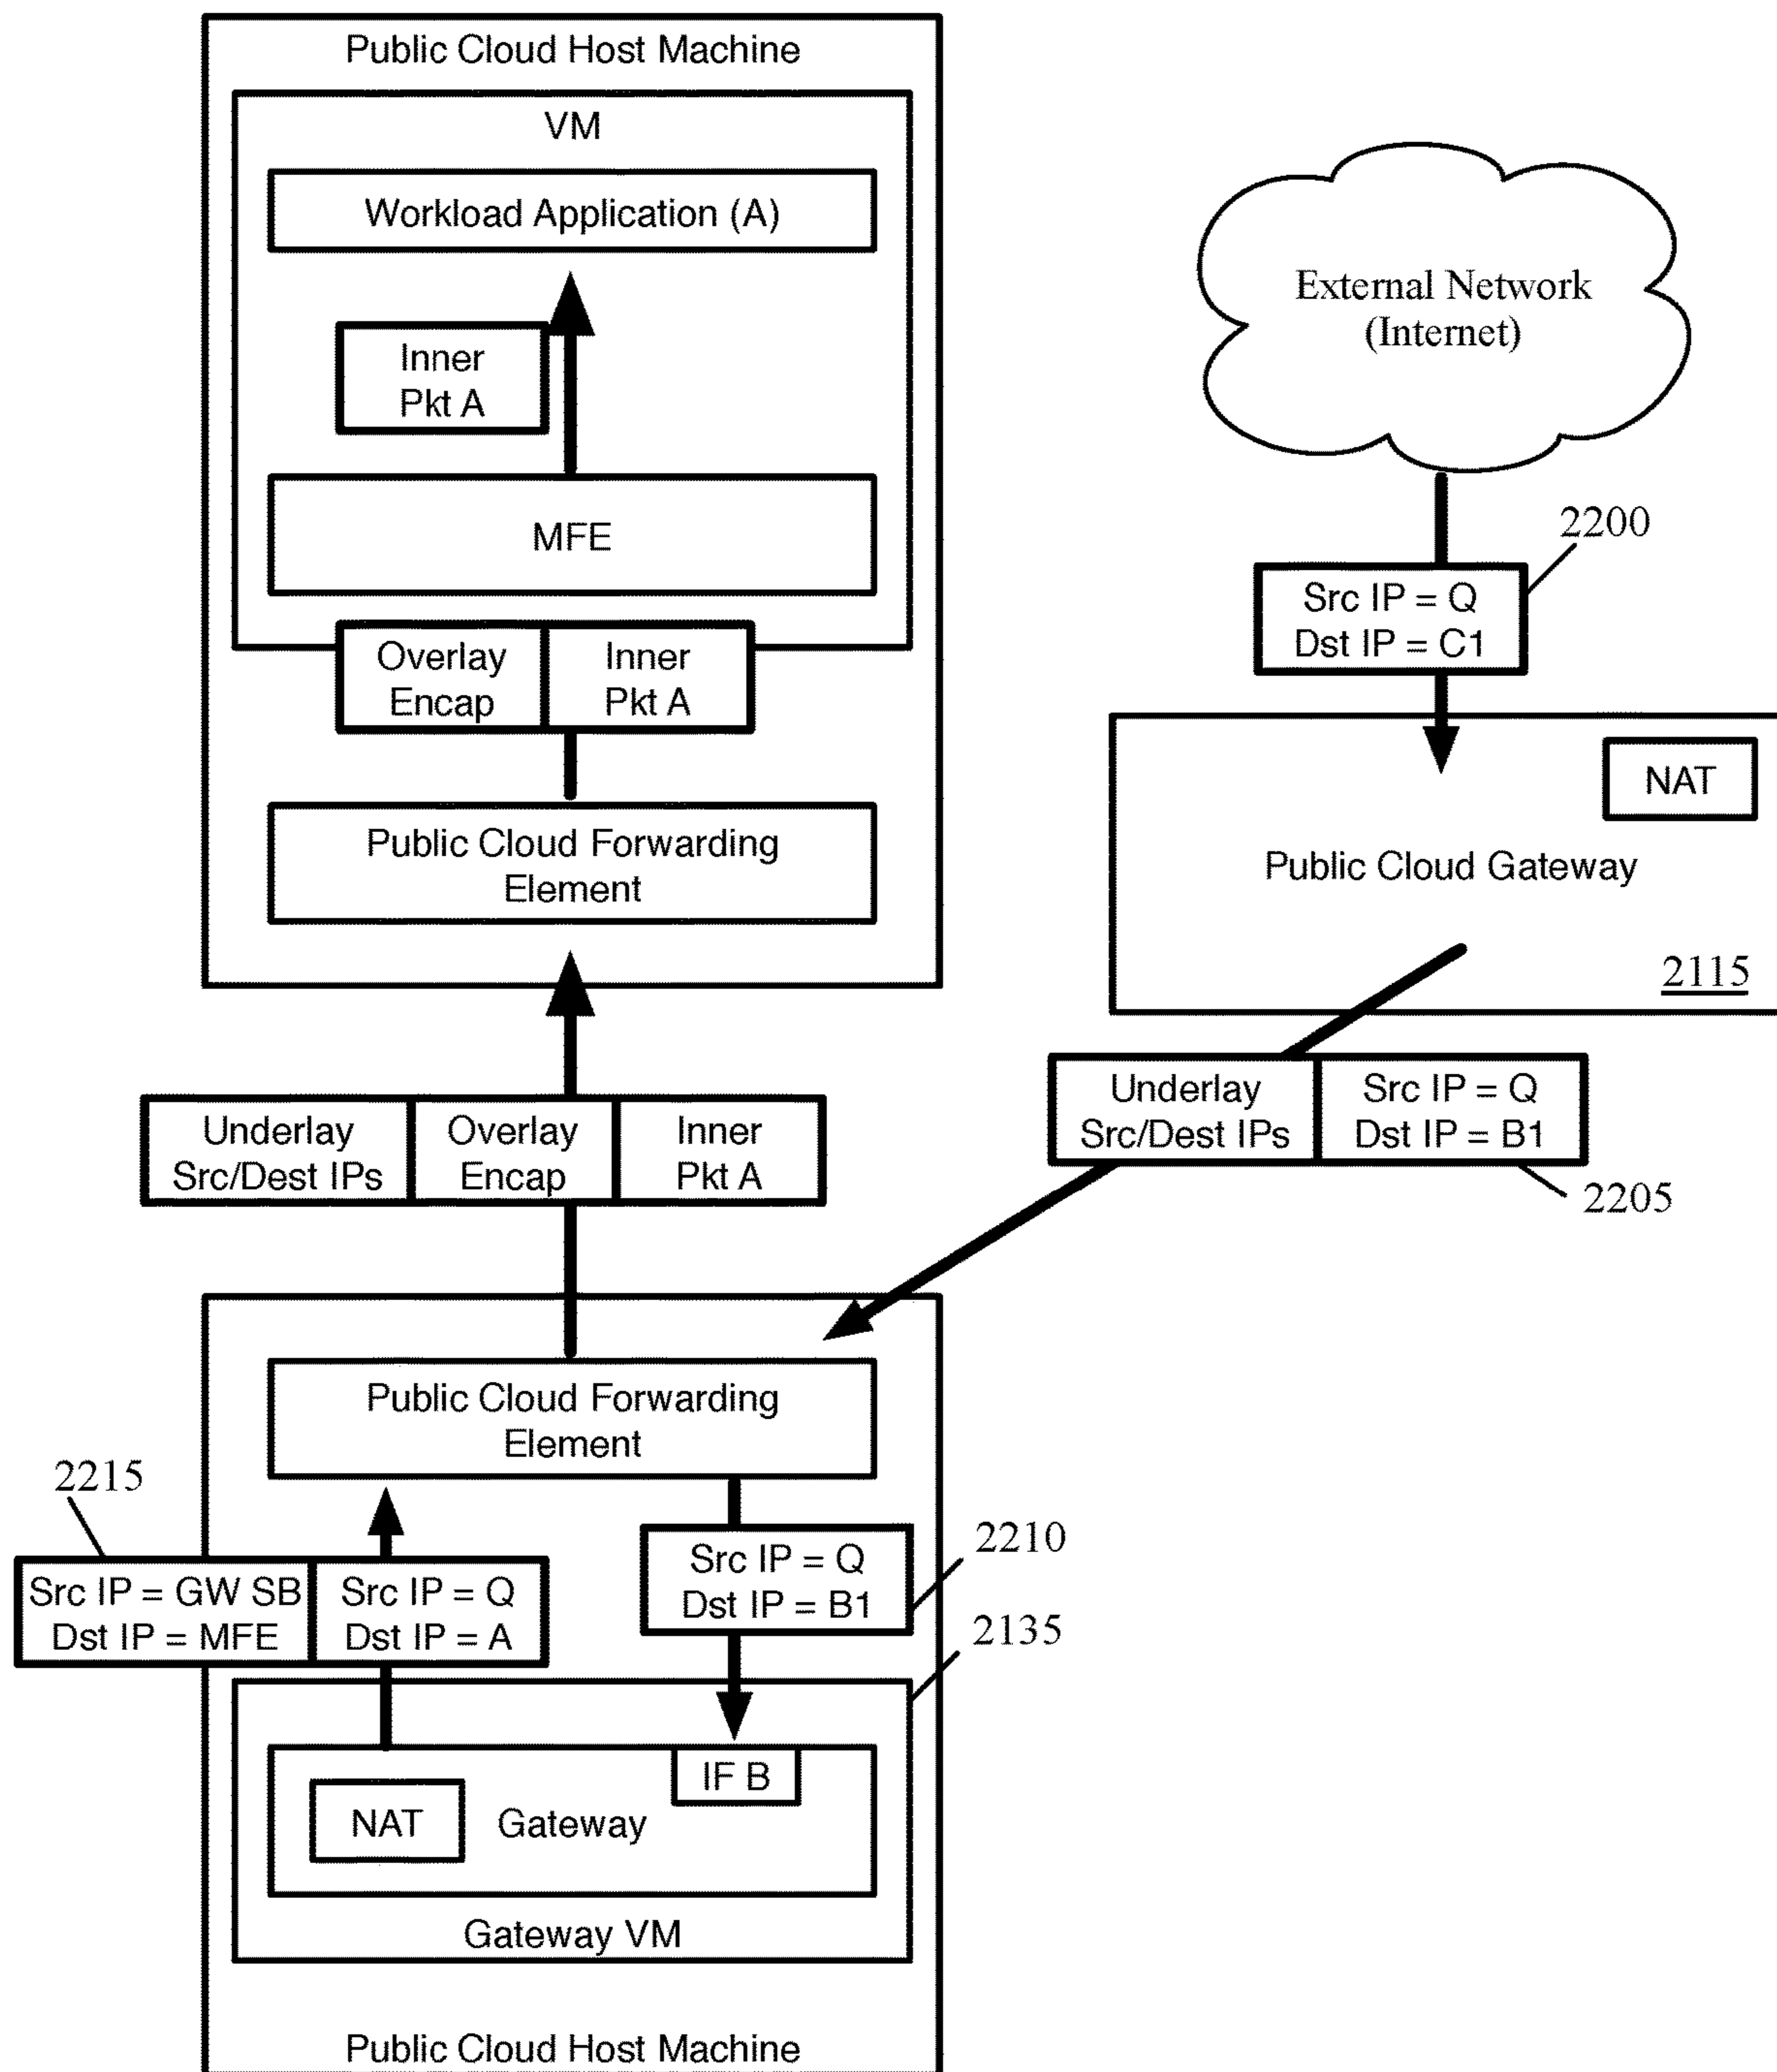 Public Cloud Host Machine
VM
Workload Application (A)
Inner
Pkt A
MFE
Overlay
Encap
Inner
Pkt A
Public Cloud Forwarding
Element
External Network
(Internet)
2200
Src IP = Q
Dst IP = C1
NAT
Public Cloud Gateway
2115
Underlay
Src/Dest IPs
Src IP = Q
Dst IP = B1
2205
Underlay
Src/Dest IPs
Overlay
Encap
Inner
Pkt A
Public Cloud Forwarding
Element
2215
Src IP = GW SB
Dst IP = MFE
Src IP = Q
Dst IP = A
2210
Src IP = Q
Dst IP = B1
2135
IF B
NAT
Gateway
Gateway VM
Public Cloud Host Machine